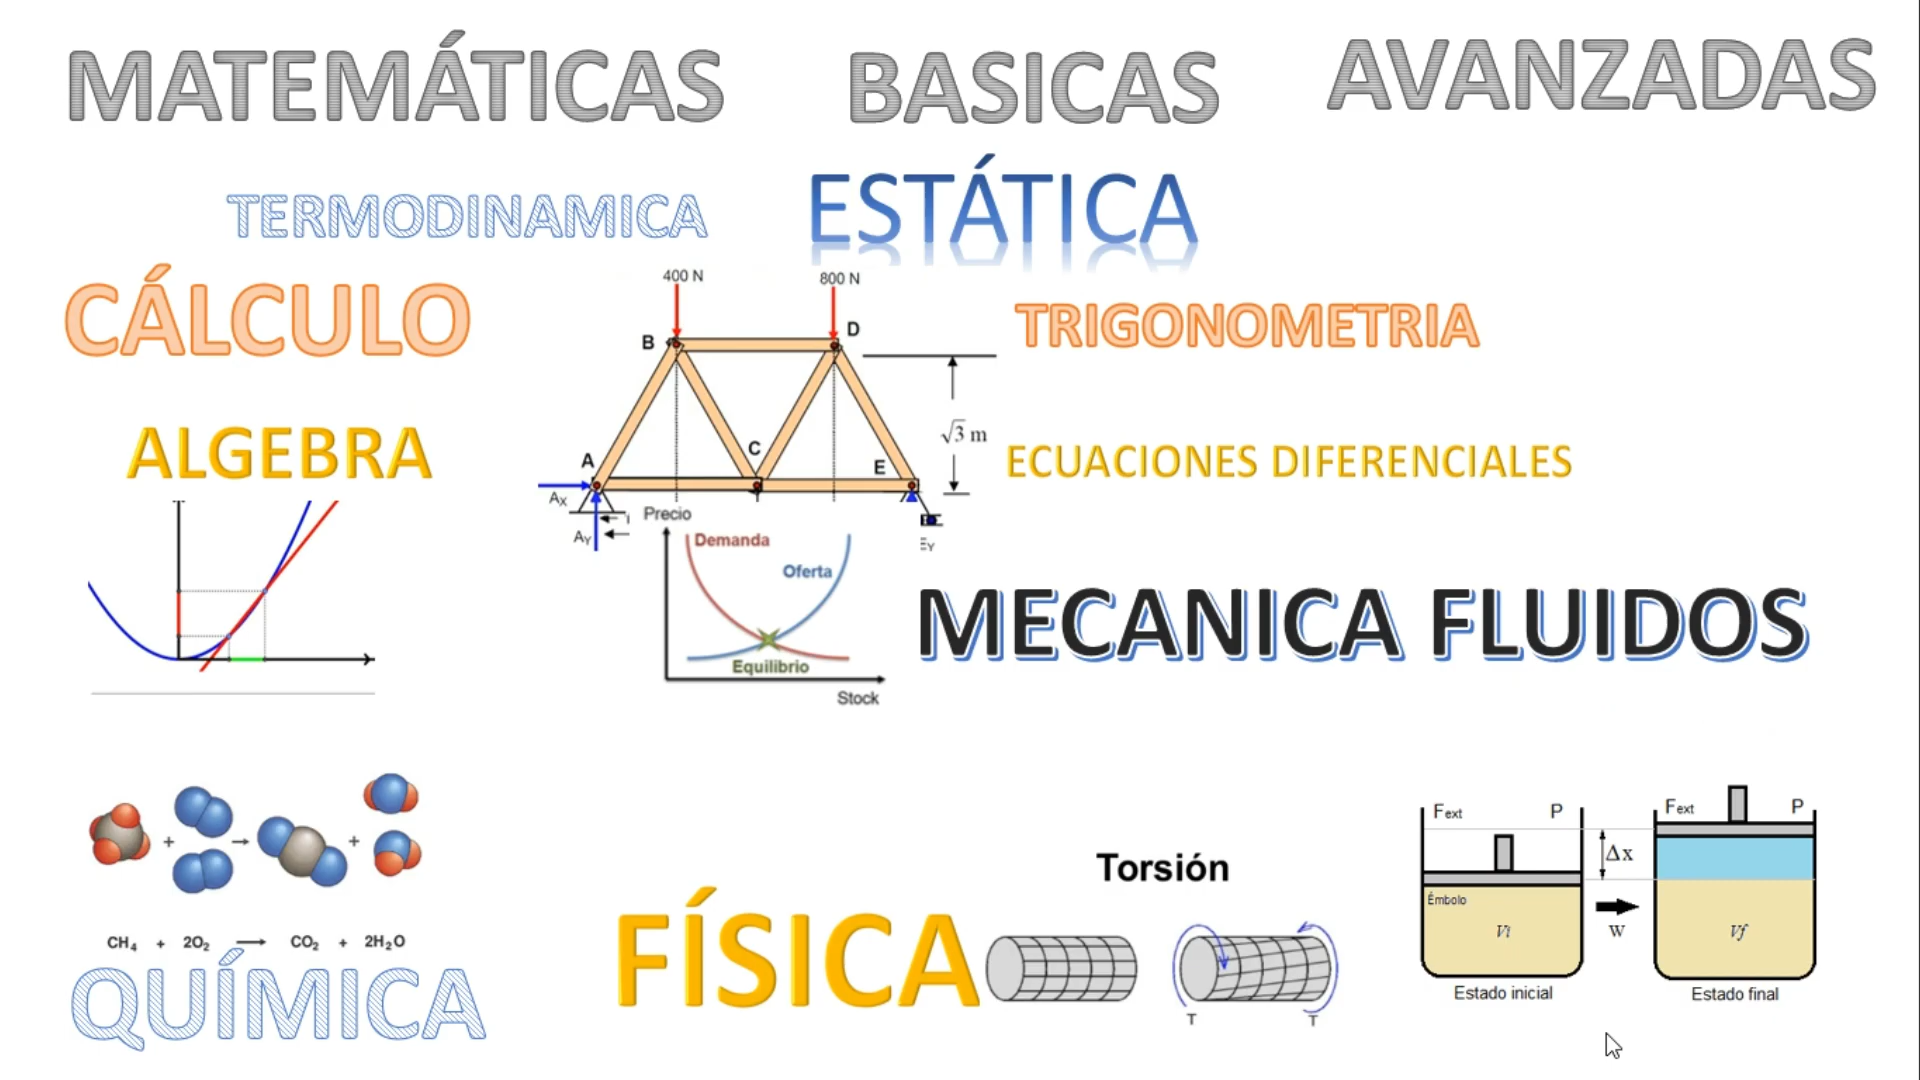 MATEMÁTICAS BASICAS AVANZADAS
TERMODINAMICA ESTÁTICA
CÁLCULO
400 N 800 N
TRIGONOMETRIA
B D
√3 m
ALGEBRA
A C E
ECUACIONES DIFERENCIALES
AX
AY
EY
Precio
Demanda
Oferta
Equilibrio
Stock
MECANICA FLUIDOS
+ → +
CH4 + 2O2 → CO2 + 2H2O
QUÍMICA
FÍSICA
Torsión
T T
Fext P
Émbolo
Vi
Estado inicial
Δx
W
Fext P
Vf
Estado final